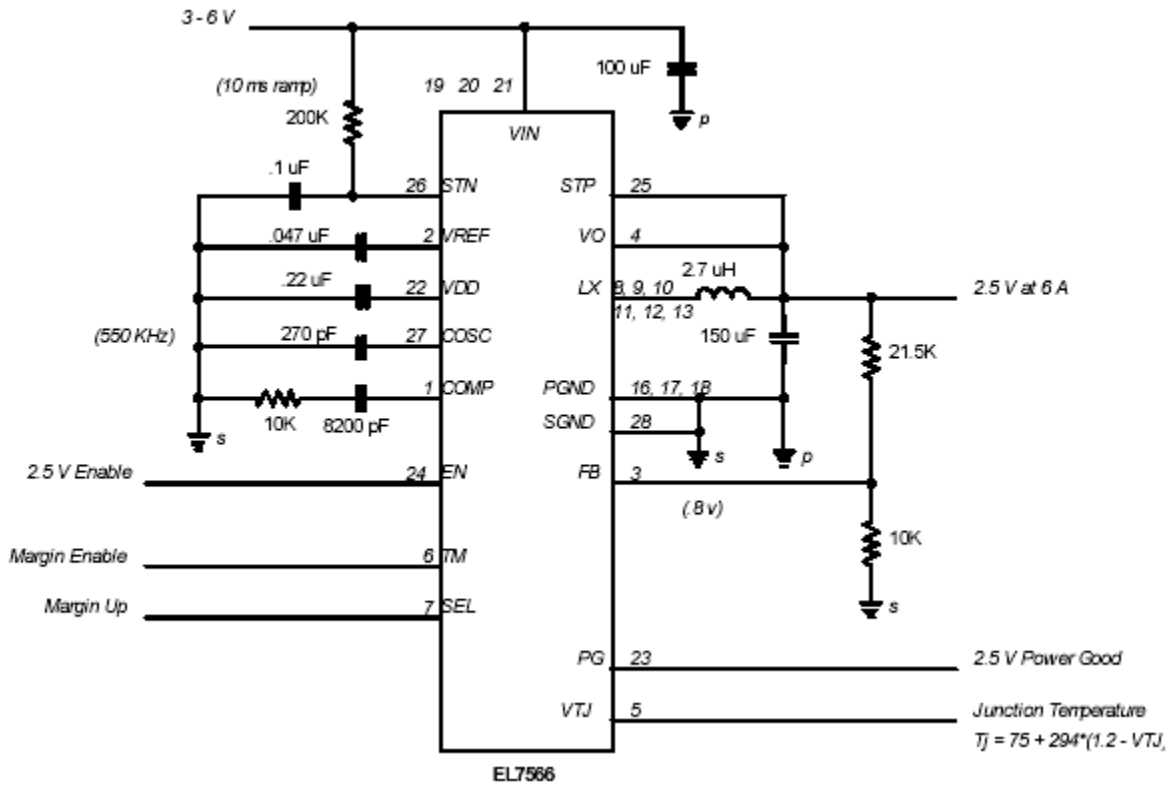 3 - 6 V
100 uF
(10 ms ramp)
19 20 21
200K
p
VIN
.1 uF
26 STN
STP 25
.047 uF
2 VREF
VO 4
2.7 uH
.22 uF
22 VDD
LX 8, 9, 10
2.5 V at 6 A
11, 12, 13
(550 KHz)
270 pF
27 COSC
150 uF
21.5K
1 COMP
PGND 16, 17, 18
10K
8200 pF
SGND 28
s
s
p
2.5 V Enable
24 EN
FB 3
(.8 v)
10K
Margin Enable
6 TM
Margin Up
7 SEL
s
PG 23
2.5 V Power Good
VTJ 5
Junction Temperature
Tj = 75 + 294*(1.2 - VTJ,
EL7566